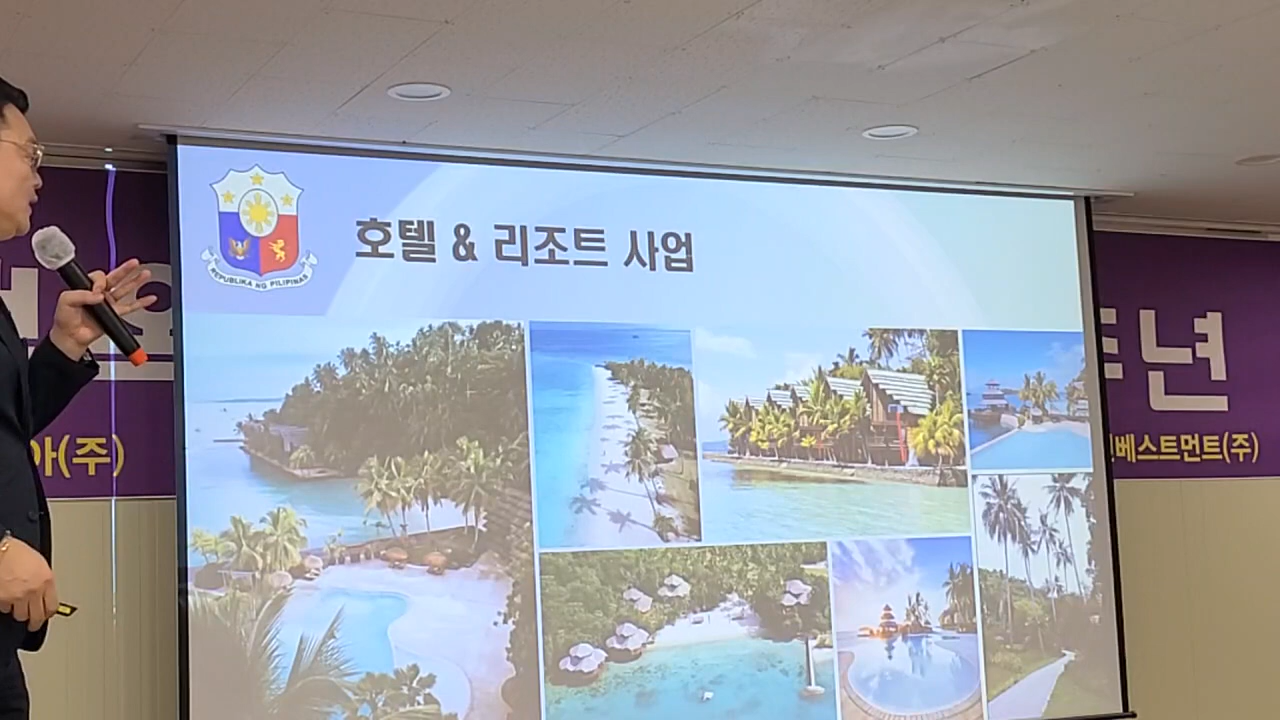 호텔 & 리조트 사업
REPUBLIKA NG PILIPINAS
년
아(주)
인베스트먼트(주)